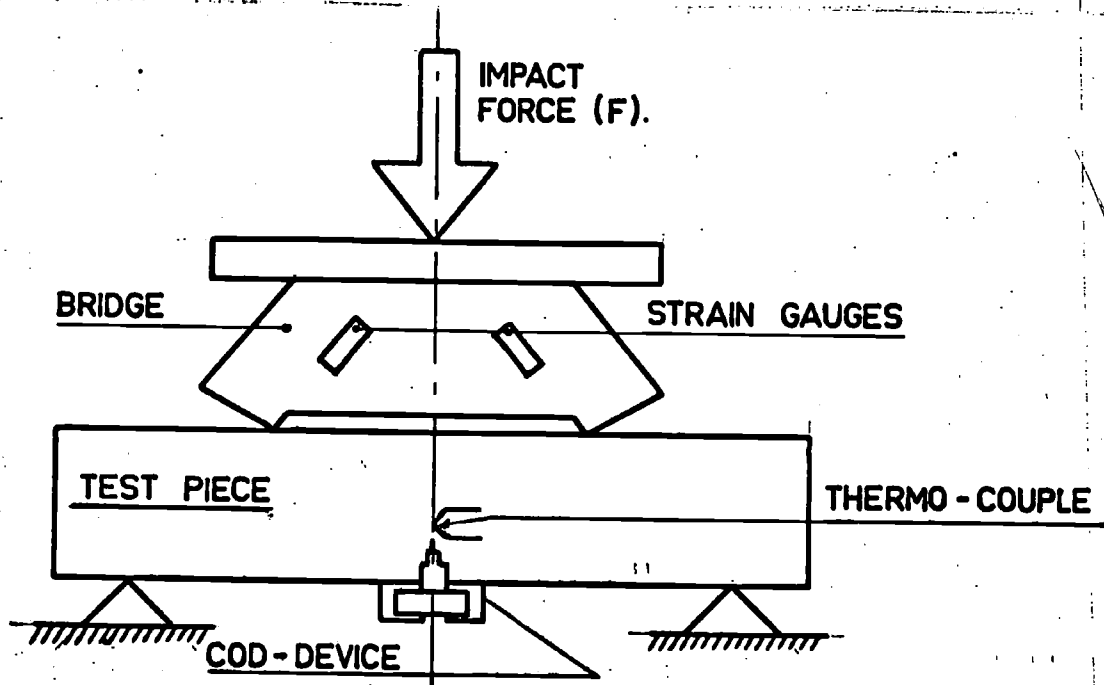 IMPACT
FORCE (F).
BRIDGE
STRAIN GAUGES
TEST PIECE
THERMO-COUPLE
COD-DEVICE